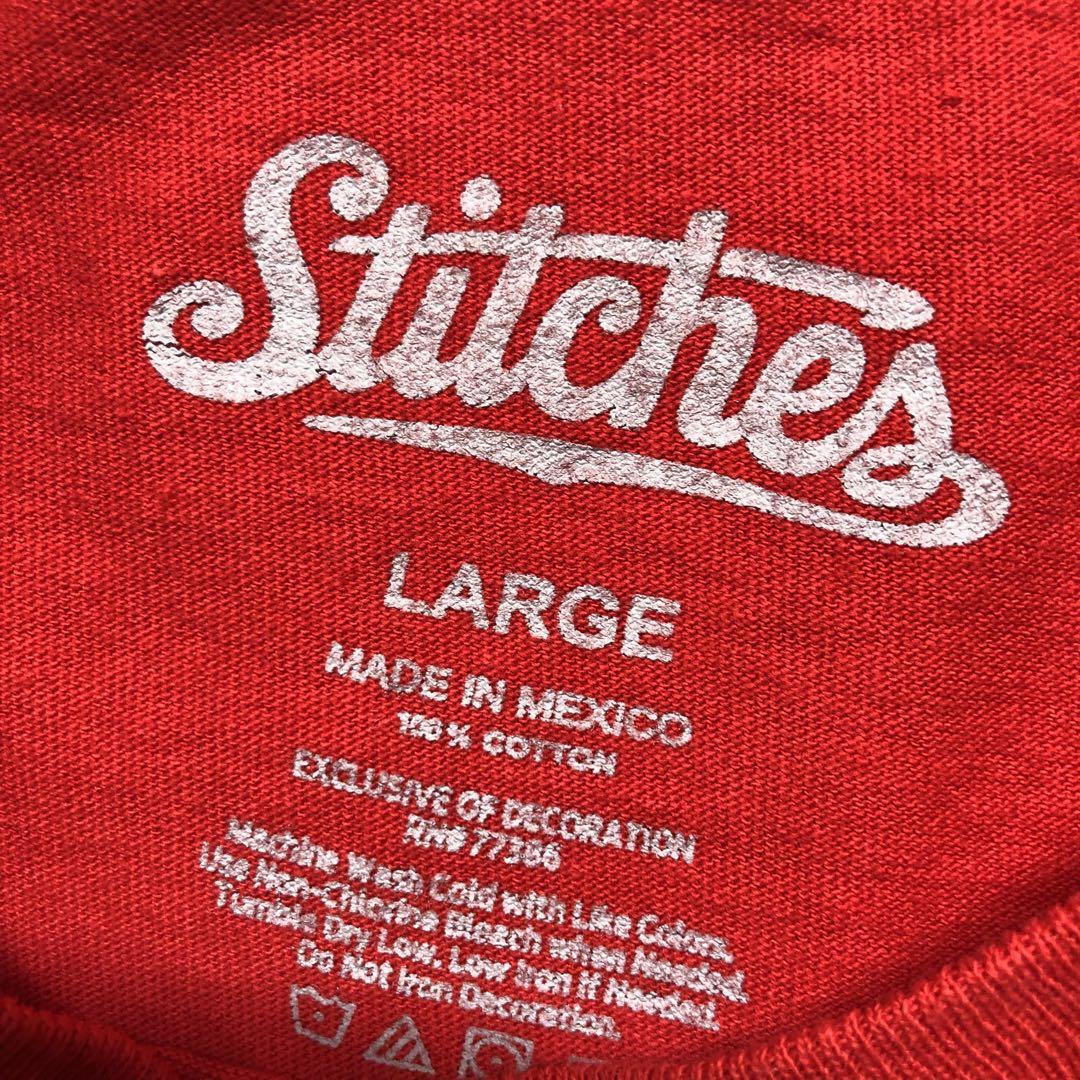 Stitches
LARGE
MADE IN MEXICO
100% COTTON
EXCLUSIVE OF DECORATION
RN# 77386
Machine Wash Cold with Like Colors.
Use Non-Chlorine Bleach when Needed.
Tumble Dry Low, Low Iron if Needed.
Do Not Iron Decoration.